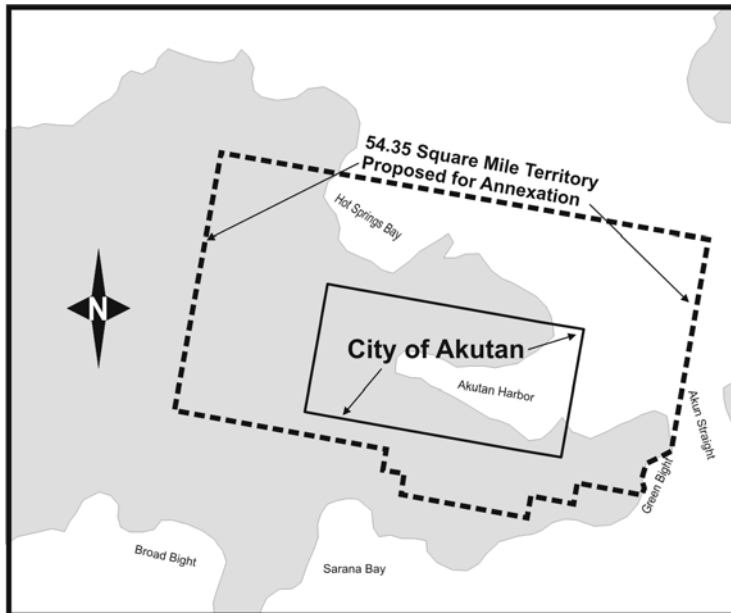 54.35 Square Mile Territory
Proposed for Annexation
Hot Springs Bay
N
City of Akutan
Akutan Harbor
Akun Straight
Green Bight
Broad Bight
Sarana Bay